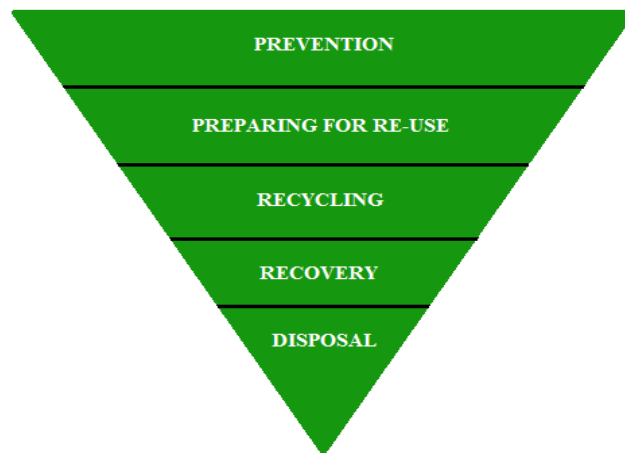 PREVENTION
PREPARING FOR RE-USE
RECYCLING
RECOVERY
DISPOSAL